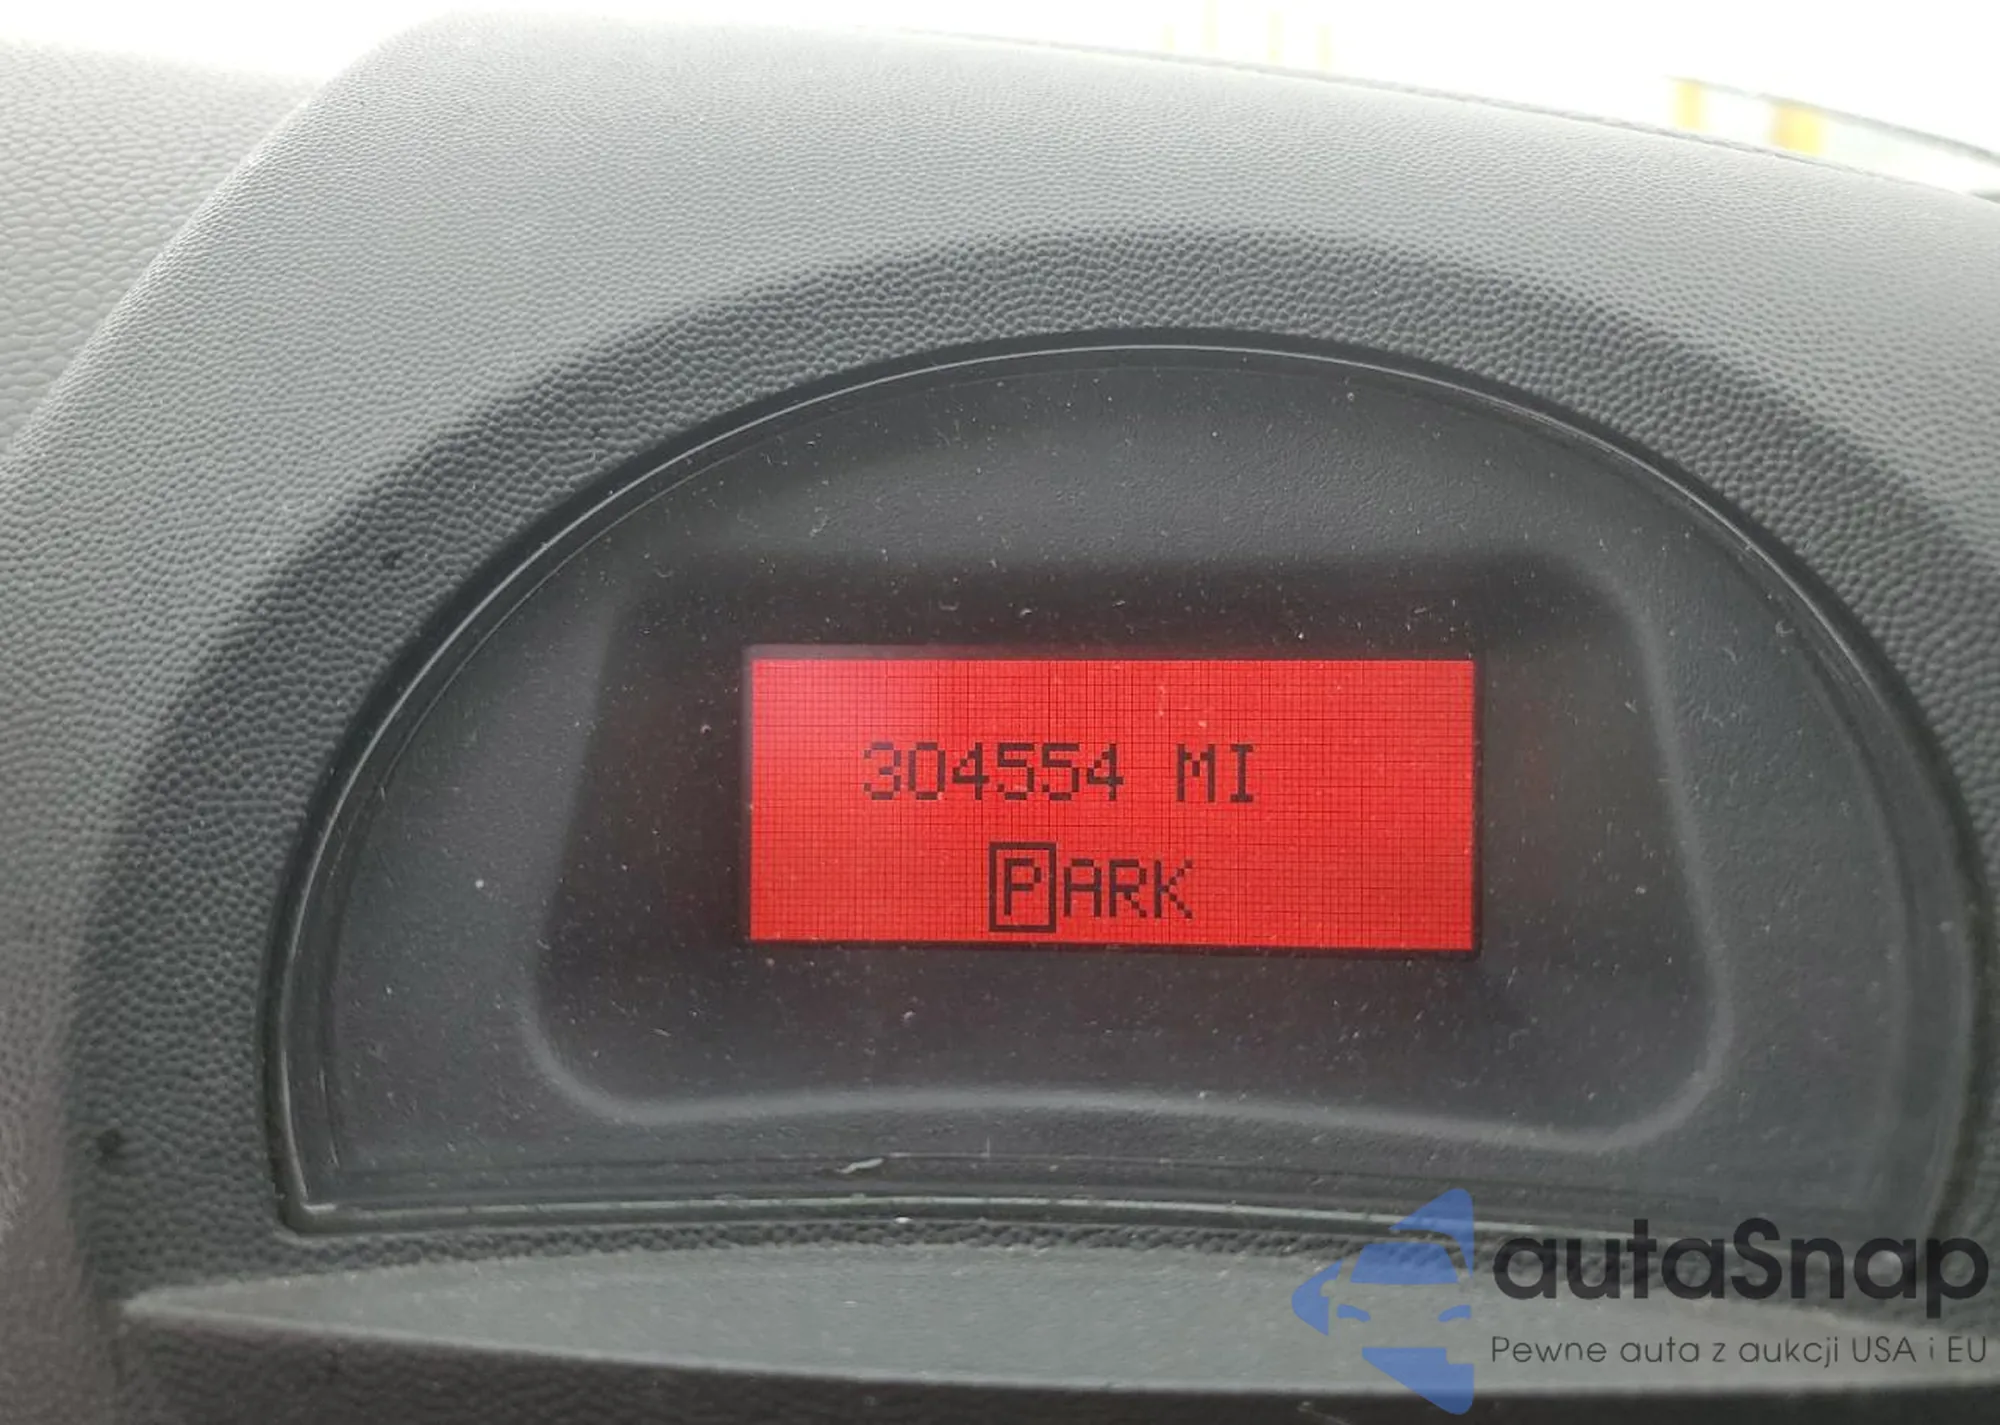 304554 MI
PARK
autaSnap
Pewne auta z aukcji USA i EU